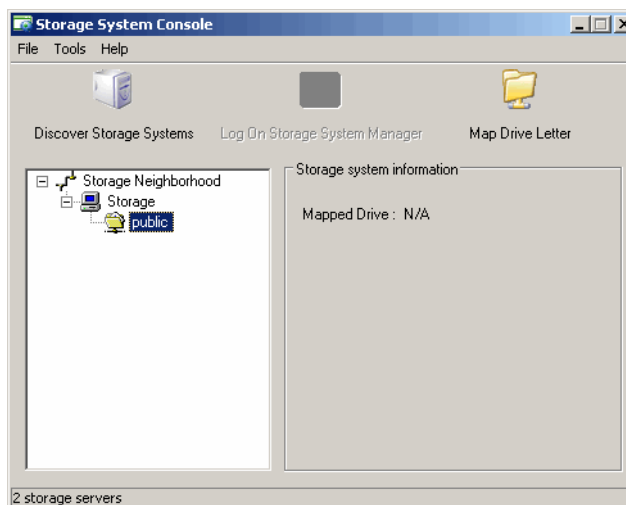 Storage System Console
File Tools Help
Discover Storage Systems Log On Storage System Manager Map Drive Letter
Storage Neighborhood
Storage
public
Storage system information
Mapped Drive : N/A
2 storage servers